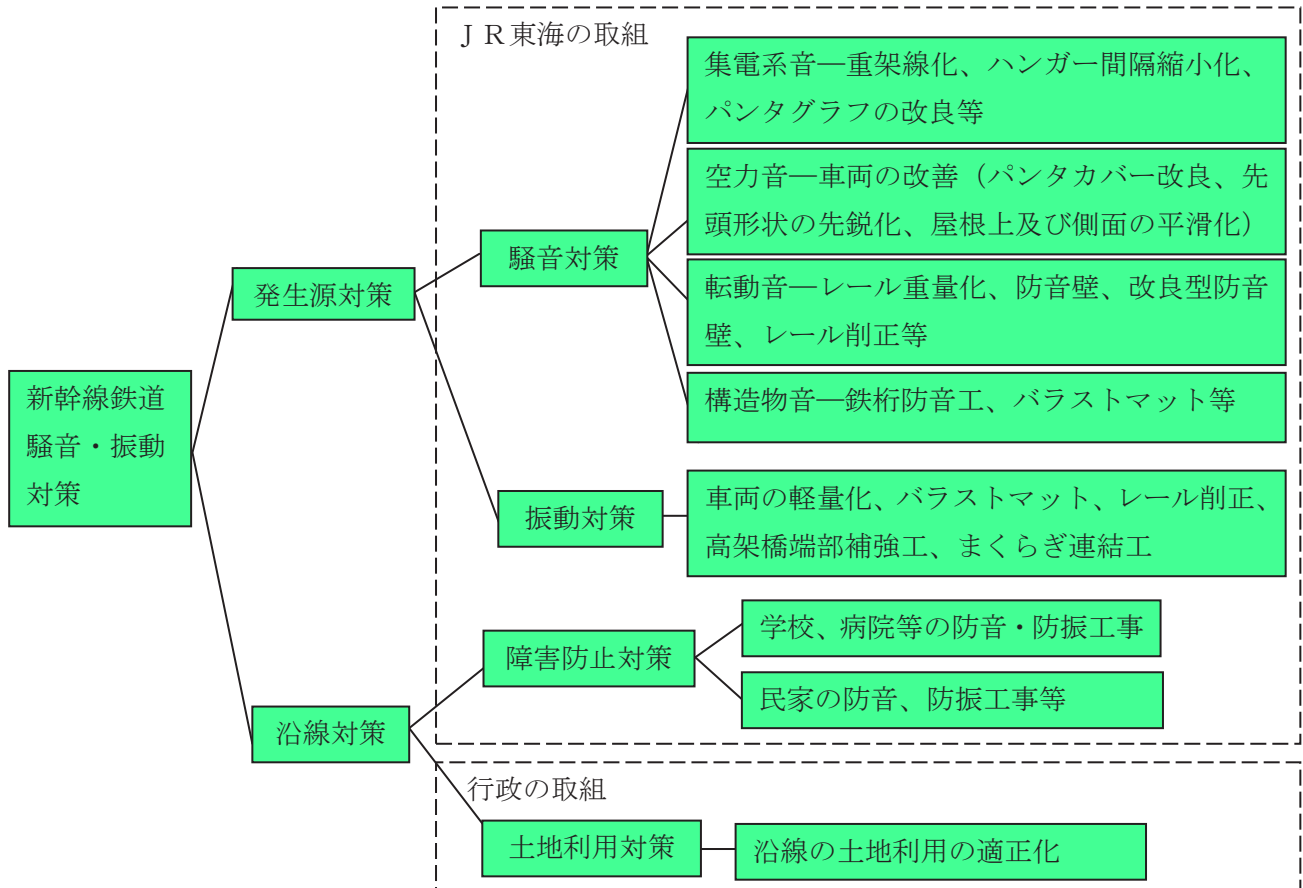 ＪＲ東海の取組
集電系音―重架線化、ハンガー間隔縮小化、
パンタグラフの改良等
空力音―車両の改善（パンタカバー改良、先
頭形状の先鋭化、屋根上及び側面の平滑化）
騒音対策
発生源対策
転動音―レール重量化、防音壁、改良型防音
壁、レール削正等
新幹線鉄道
騒音・振動
対策
構造物音―鉄桁防音工、バラストマット等
振動対策
車両の軽量化、バラストマット、レール削正、
高架橋端部補強工、まくらぎ連結工
障害防止対策
学校、病院等の防音・防振工事
民家の防音、防振工事等
沿線対策
行政の取組
土地利用対策
沿線の土地利用の適正化